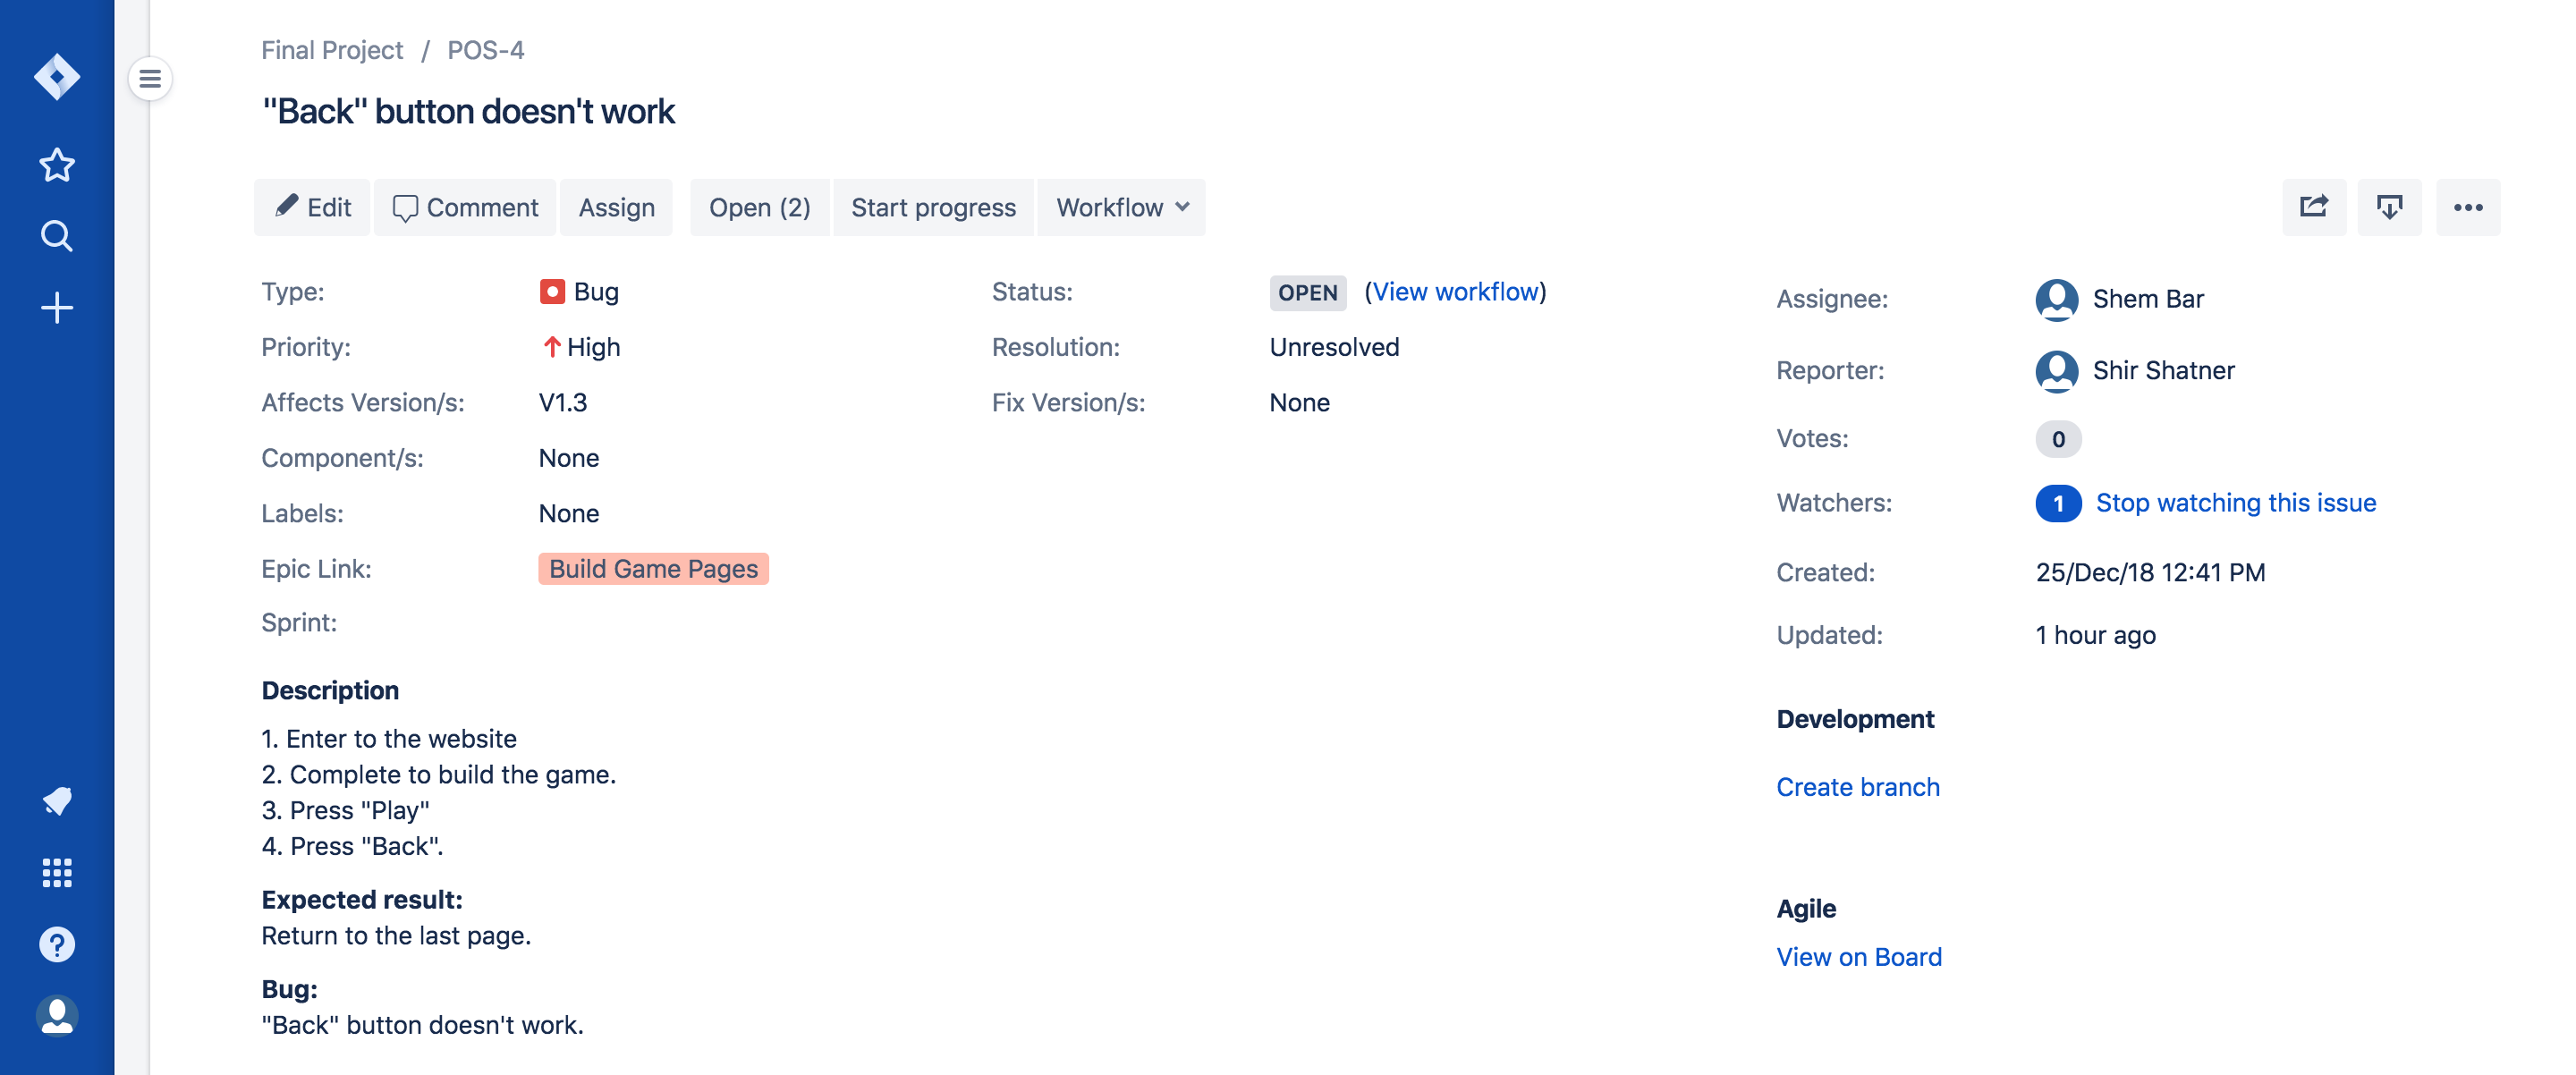 Final Project / POS-4
"Back" button doesn't work
Edit Comment Assign Open (2) Start progress Workflow
Type: Bug
Priority: High
Affects Version/s: V1.3
Component/s: None
Labels: None
Epic Link: Build Game Pages
Sprint:
Status: OPEN (View workflow)
Resolution: Unresolved
Fix Version/s: None
Description
1. Enter to the website
2. Complete to build the game.
3. Press "Play"
4. Press "Back".
Expected result:
Return to the last page.
Bug:
"Back" button doesn't work.
Assignee: Shem Bar
Reporter: Shir Shatner
Votes: 0
Watchers: 1 Stop watching this issue
Created: 25/Dec/18 12:41 PM
Updated: 1 hour ago
Development
Create branch
Agile
View on Board